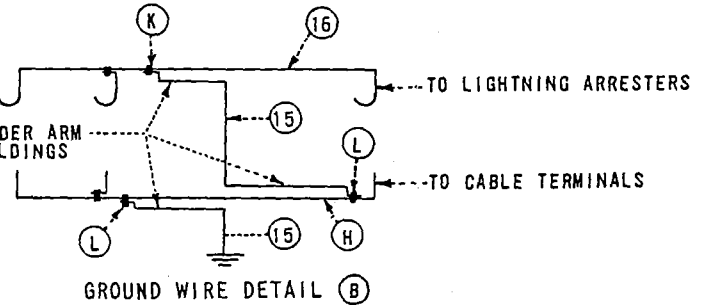 K
16
TO LIGHTNING ARRESTERS
15
DER ARM
LDINGS
L
TO CABLE TERMINALS
L
15
H
GROUND WIRE DETAIL B